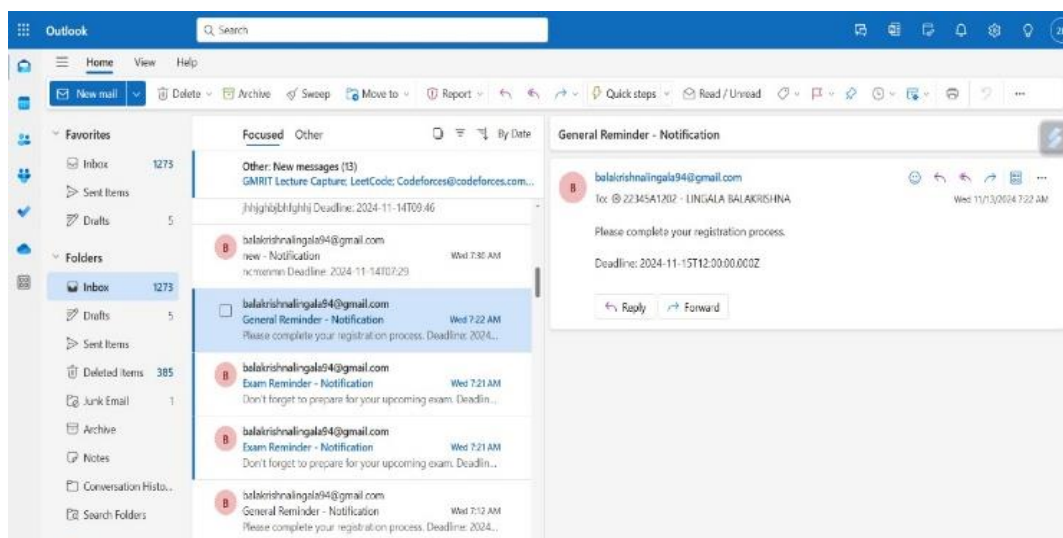 Outlook
Search
Home View Help
New mail Delete Archive Sweep Move to Report Quick steps Read / Unread
Favorites
Inbox 1273
Sent Items
Drafts 5
Folders
Inbox 1273
Drafts 5
Sent Items
Deleted Items 385
Junk Email 1
Archive
Notes
Conversation Histo...
Search Folders
Focused Other By Date
Other: New messages (13)
GMRIT Lecture Capture; LeetCode; Codeforces@codeforces.com...
Deadline: 2024-11-14T09:46
B
balakrishnalingala94@gmail.com
new - Notification Wed 7:30 AM
Deadline: 2024-11-14T07:29
balakrishnalingala94@gmail.com
General Reminder - Notification Wed 7:22 AM
Please complete your registration process. Deadline: 2024...
B
balakrishnalingala94@gmail.com
Exam Reminder - Notification Wed 7:21 AM
Don't forget to prepare for your upcoming exam. Deadlin...
B
balakrishnalingala94@gmail.com
Exam Reminder - Notification Wed 7:21 AM
Don't forget to prepare for your upcoming exam. Deadlin...
B
balakrishnalingala94@gmail.com
General Reminder - Notification Wed 7:12 AM
Please complete your registration process. Deadline: 2024...
General Reminder - Notification
B
balakrishnalingala94@gmail.com
To: 22345A1202 - LINGALA BALAKRISHNA
Wed 11/13/2024 7:22 AM
Please complete your registration process.
Deadline: 2024-11-15T12:00:00.000Z
Reply Forward